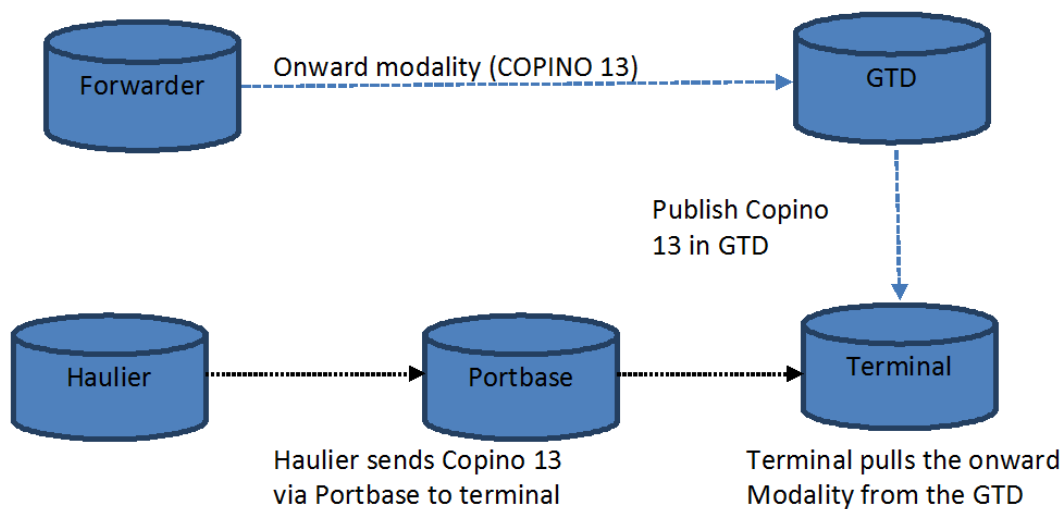 Forwarder
Onward modality (COPINO 13)
GTD
Publish Copino
13 in GTD
Haulier
Portbase
Terminal
Haulier sends Copino 13
via Portbase to terminal
Terminal pulls the onward
Modality from the GTD